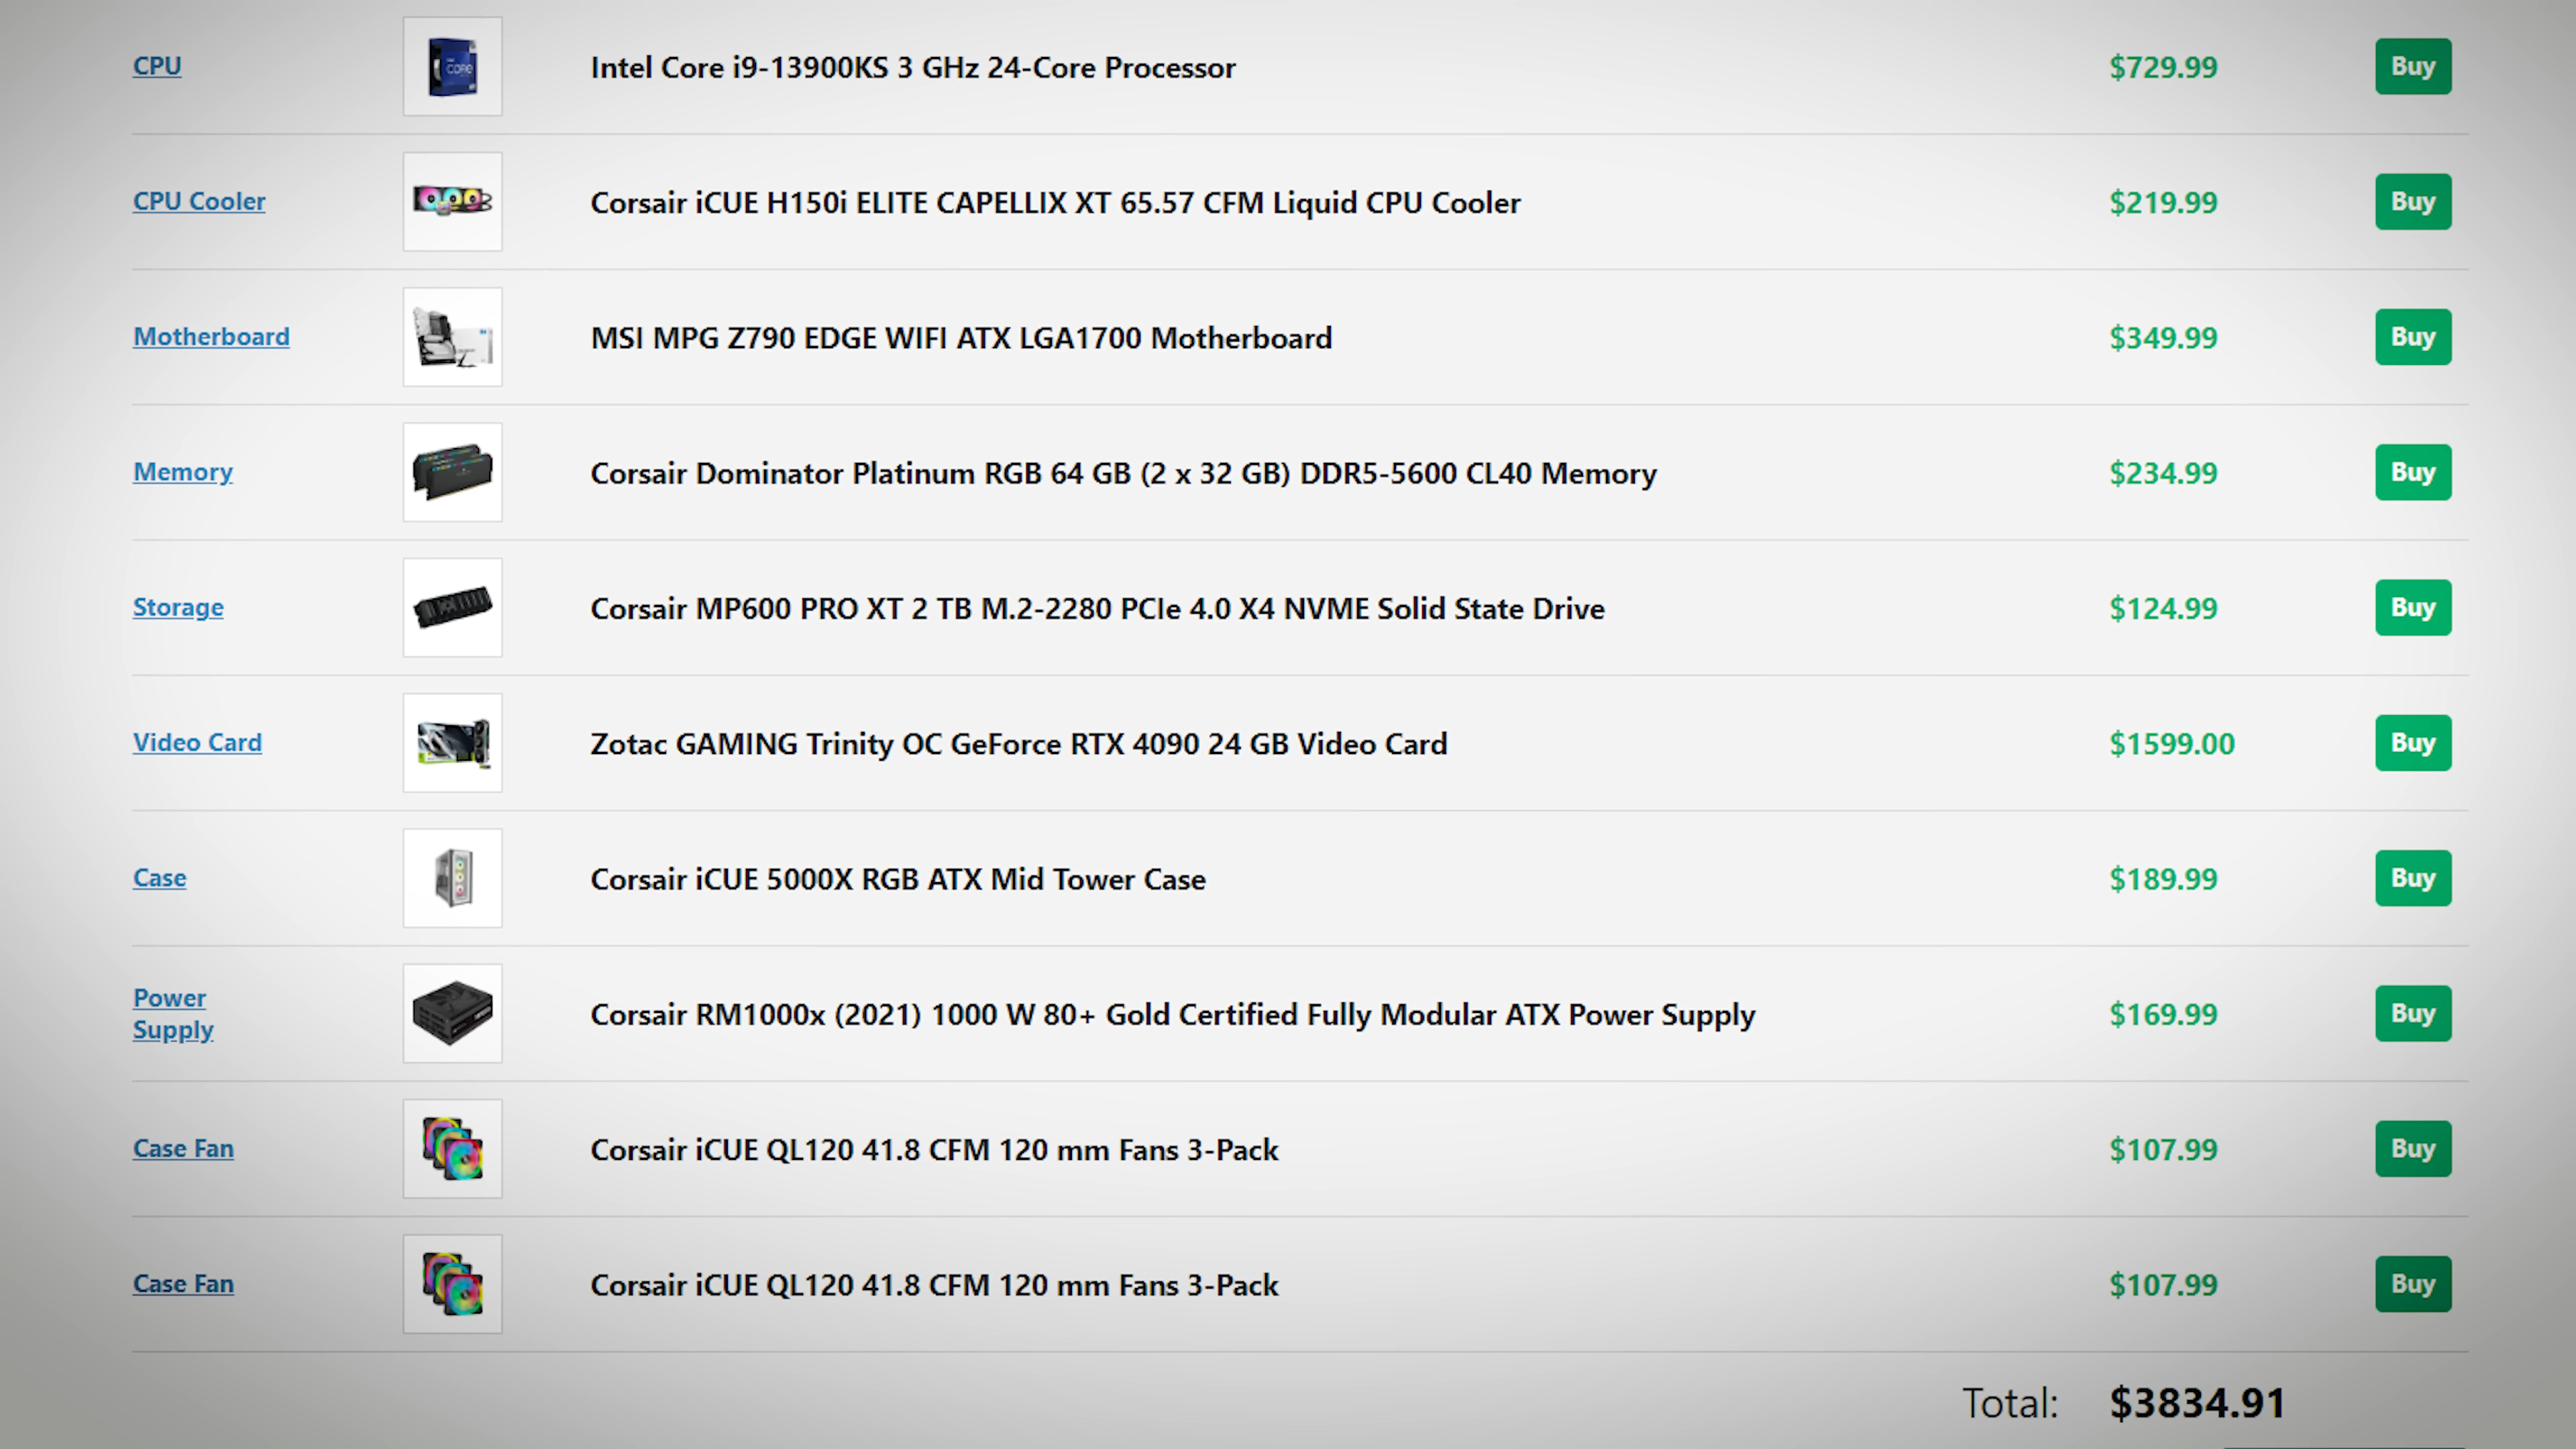 CPU Intel Core i9-13900KS 3 GHz 24-Core Processor $729.99 Buy
CPU Cooler Corsair iCUE H150i ELITE CAPELLIX XT 65.57 CFM Liquid CPU Cooler $219.99 Buy
Motherboard MSI MPG Z790 EDGE WIFI ATX LGA1700 Motherboard $349.99 Buy
Memory Corsair Dominator Platinum RGB 64 GB (2 x 32 GB) DDR5-5600 CL40 Memory $234.99 Buy
Storage Corsair MP600 PRO XT 2 TB M.2-2280 PCIe 4.0 X4 NVME Solid State Drive $124.99 Buy
Video Card Zotac GAMING Trinity OC GeForce RTX 4090 24 GB Video Card $1599.00 Buy
Case Corsair iCUE 5000X RGB ATX Mid Tower Case $189.99 Buy
Power
Supply Corsair RM1000x (2021) 1000 W 80+ Gold Certified Fully Modular ATX Power Supply $169.99 Buy
Case Fan Corsair iCUE QL120 41.8 CFM 120 mm Fans 3-Pack $107.99 Buy
Case Fan Corsair iCUE QL120 41.8 CFM 120 mm Fans 3-Pack $107.99 Buy
Total: $3834.91